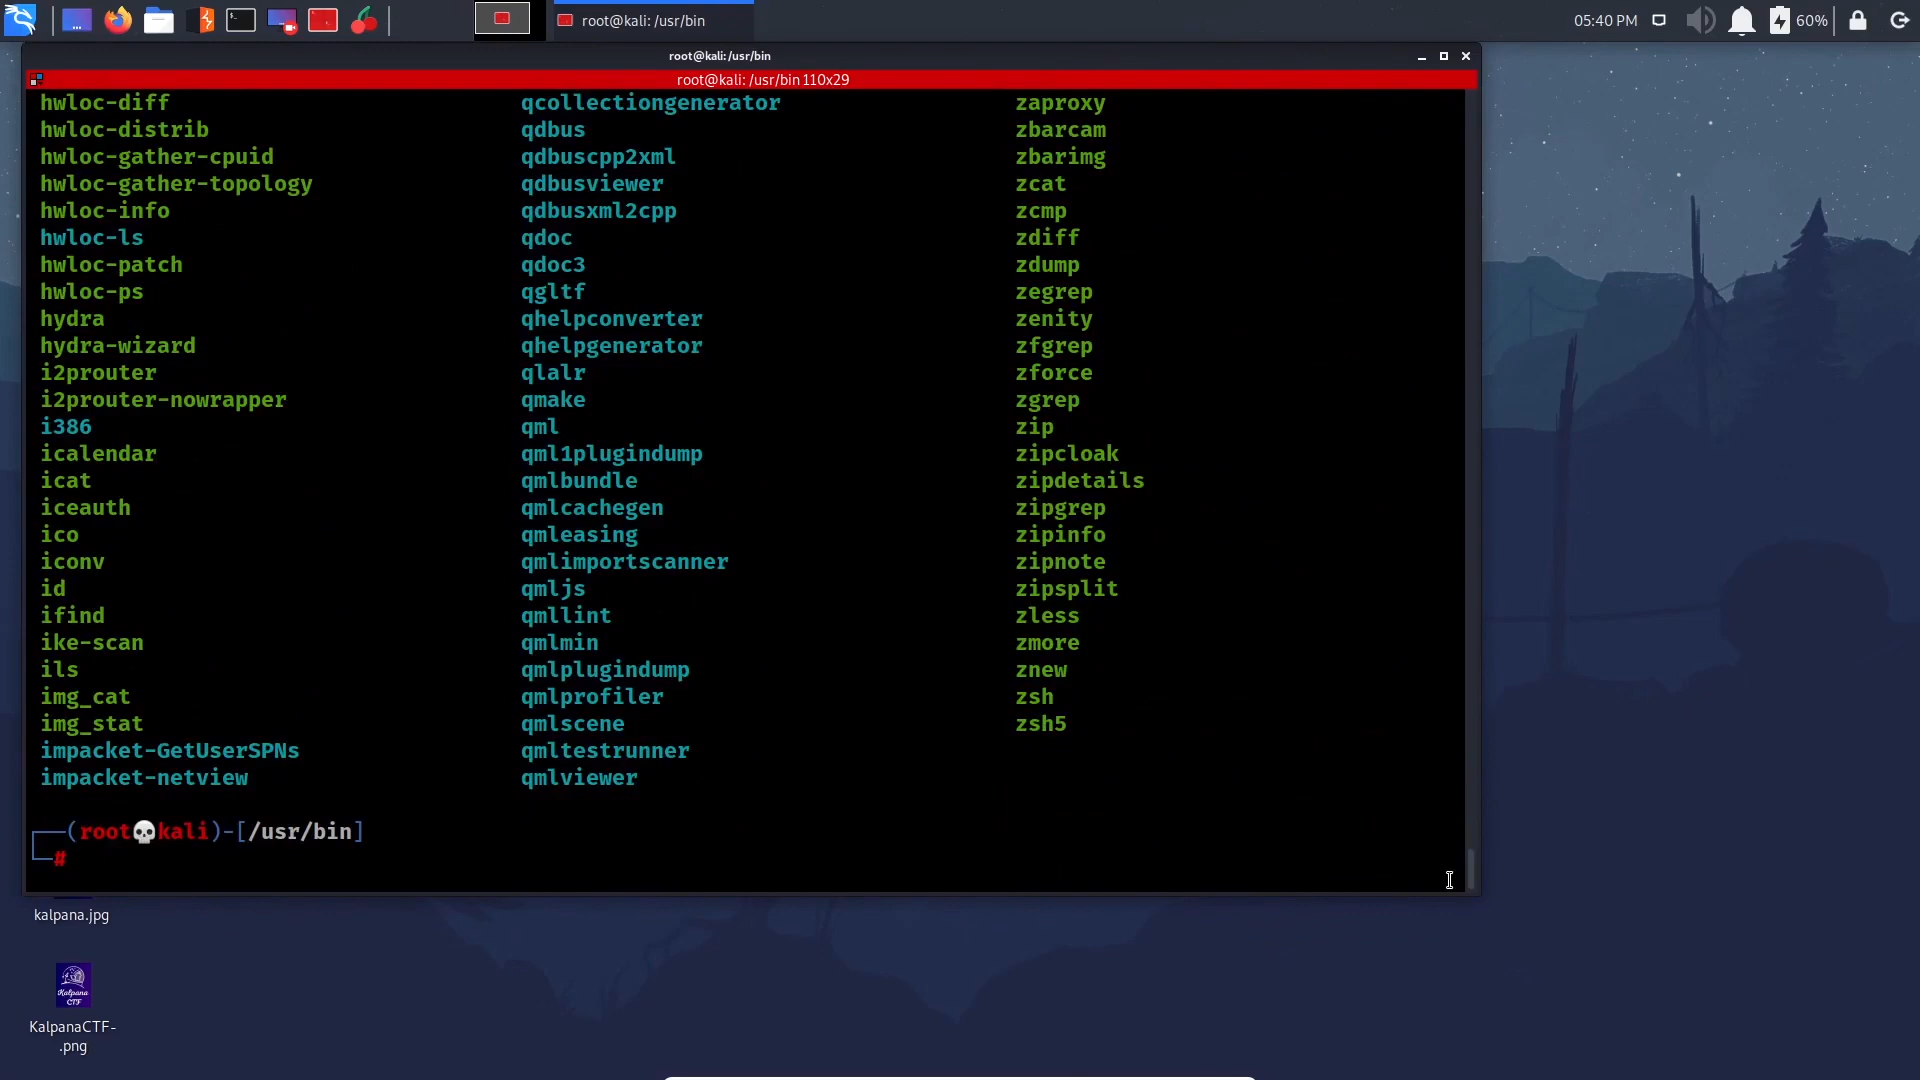 root@kali: /usr/bin
05:40 PM
60%
root@kali: /usr/bin
root@kali: /usr/bin 110x29
hwloc-diff qcollectiongenerator zaproxy
hwloc-distrib qdbus zbarcam
hwloc-gather-cpuid qdbuscpp2xml zbarimg
hwloc-gather-topology qdbusviewer zcat
hwloc-info qdbusxml2cpp zcmp
hwloc-ls qdoc zdiff
hwloc-patch qdoc3 zdump
hwloc-ps qgltf zegrep
hydra qhelpconverter zenity
hydra-wizard qhelpgenerator zfgrep
i2prouter qlalr zforce
i2prouter-nowrapper qmake zgrep
i386 qml zip
icalendar qml1plugindump zipcloak
icat qmlbundle zipdetails
iceauth qmlcachegen zipgrep
ico qmleasing zipinfo
iconv qmlimportscanner zipnote
id qmljs zipsplit
ifind qmllint zless
ike-scan qmlmin zmore
ils qmlplugindump znew
img_cat qmlprofiler zsh
img_stat qmlscene zsh5
impacket-GetUserSPNs qmltestrunner
impacket-netview qmlviewer
(root💀kali)-[/usr/bin]
#
kalpana.jpg
Kalpana
CTF
KalpanaCTF-
.png